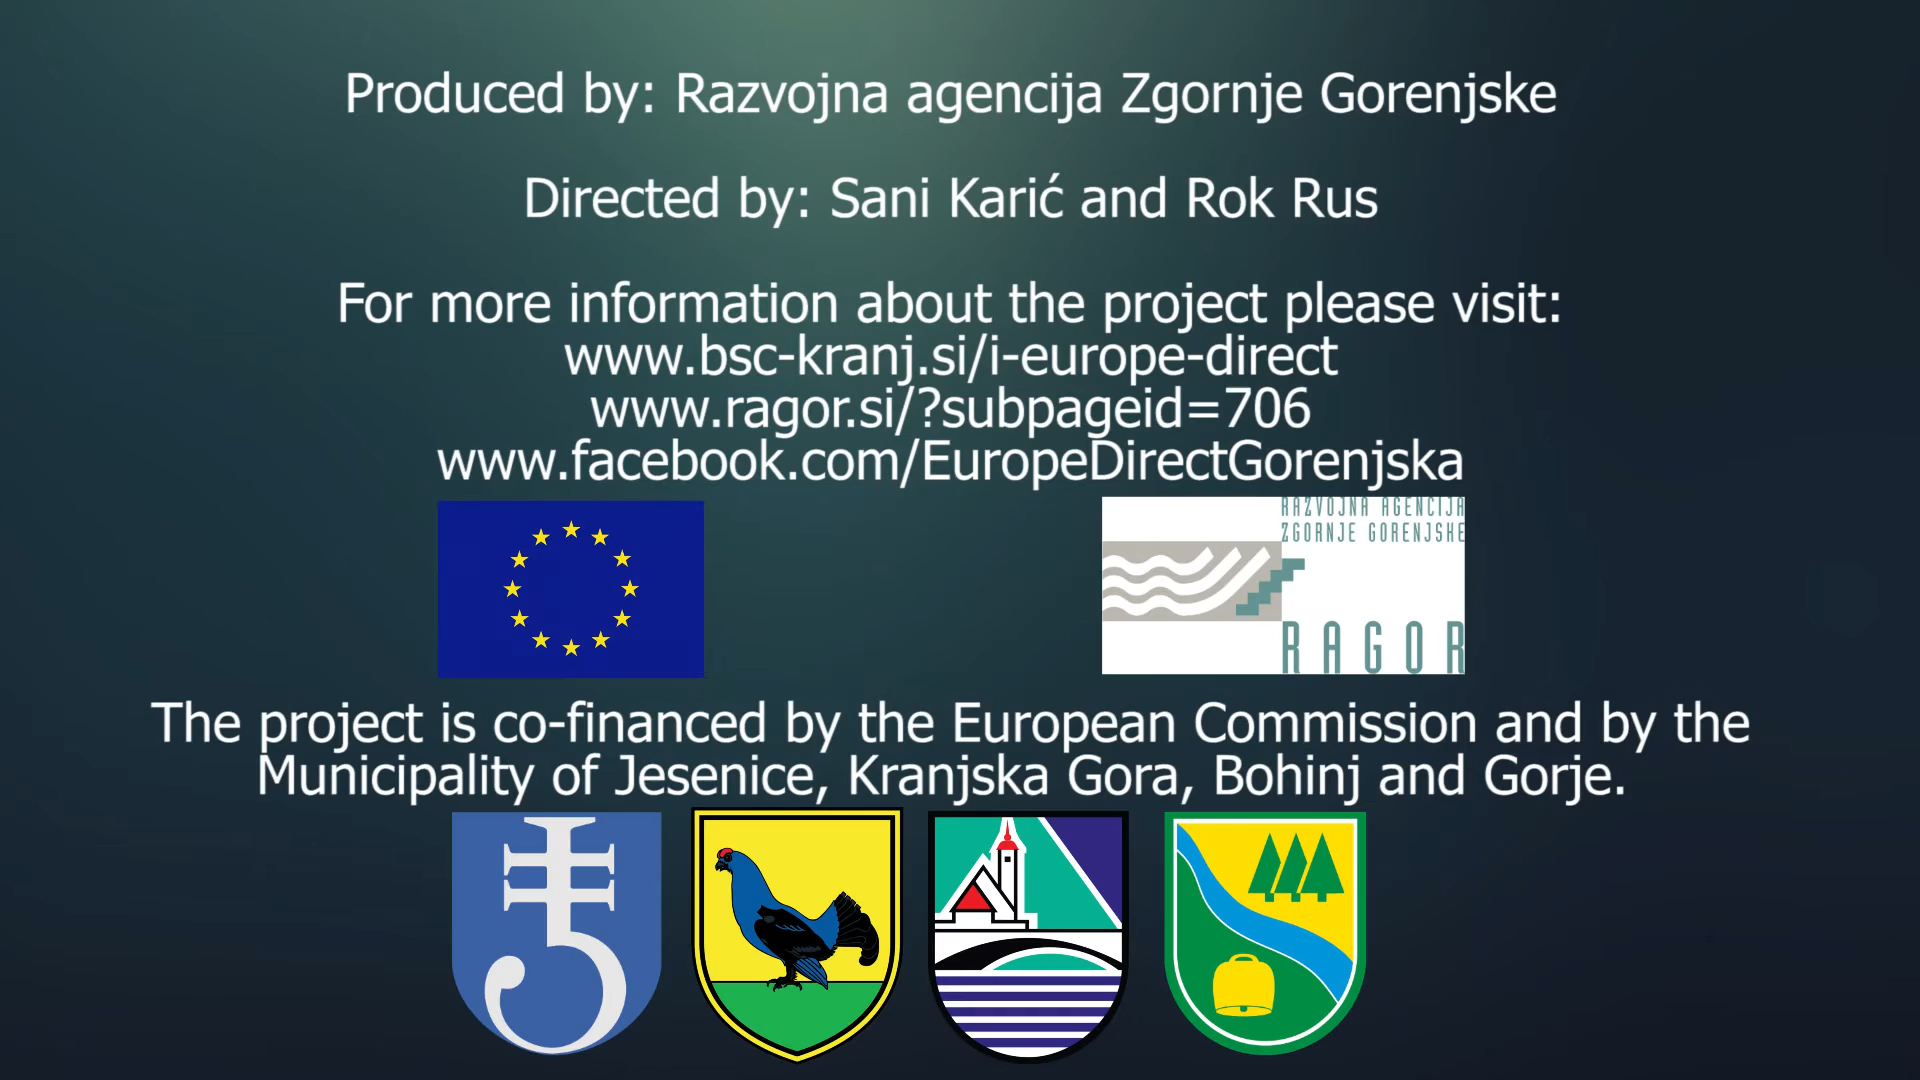 Produced by: Razvojna agencija Zgornje Gorenjske
Directed by: Sani Karić and Rok Rus
For more information about the project please visit:
www.bsc-kranj.si/i-europe-direct
www.ragor.si/?subpageid=706
www.facebook.com/EuropeDirectGorenjska
RAZVOJNA AGENCIJA
ZGORNJE GORENJSKE
RAGOR
The project is co-financed by the European Commission and by the
Municipality of Jesenice, Kranjska Gora, Bohinj and Gorje.